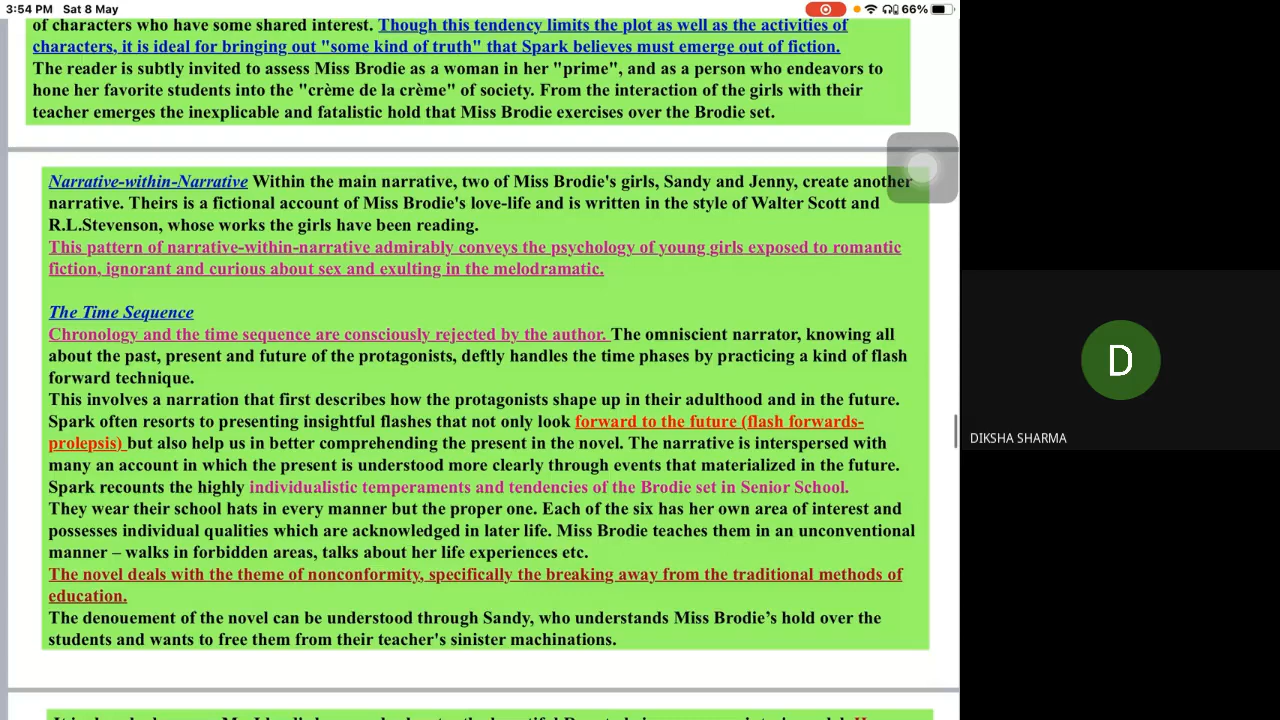 3:54 PM Sat 8 May
66%
of characters who have some shared interest. Though this tendency limits the plot as well as the activities of
characters, it is ideal for bringing out "some kind of truth" that Spark believes must emerge out of fiction.
The reader is subtly invited to assess Miss Brodie as a woman in her "prime", and as a person who endeavors to
hone her favorite students into the "crème de la crème" of society. From the interaction of the girls with their
teacher emerges the inexplicable and fatalistic hold that Miss Brodie exercises over the Brodie set.
Narrative-within-Narrative Within the main narrative, two of Miss Brodie's girls, Sandy and Jenny, create another
narrative. Theirs is a fictional account of Miss Brodie's love-life and is written in the style of Walter Scott and
R.L.Stevenson, whose works the girls have been reading.
This pattern of narrative-within-narrative admirably conveys the psychology of young girls exposed to romantic
fiction, ignorant and curious about sex and exulting in the melodramatic.
The Time Sequence
Chronology and the time sequence are consciously rejected by the author. The omniscient narrator, knowing all
about the past, present and future of the protagonists, deftly handles the time phases by practicing a kind of flash
forward technique.
This involves a narration that first describes how the protagonists shape up in their adulthood and in the future.
Spark often resorts to presenting insightful flashes that not only look forward to the future (flash forwards-
prolepsis) but also help us in better comprehending the present in the novel. The narrative is interspersed with
many an account in which the present is understood more clearly through events that materialized in the future.
Spark recounts the highly individualistic temperaments and tendencies of the Brodie set in Senior School.
They wear their school hats in every manner but the proper one. Each of the six has her own area of interest and
possesses individual qualities which are acknowledged in later life. Miss Brodie teaches them in an unconventional
manner – walks in forbidden areas, talks about her life experiences etc.
The novel deals with the theme of nonconformity, specifically the breaking away from the traditional methods of
education.
The denouement of the novel can be understood through Sandy, who understands Miss Brodie’s hold over the
students and wants to free them from their teacher's sinister machinations.
D
DIKSHA SHARMA